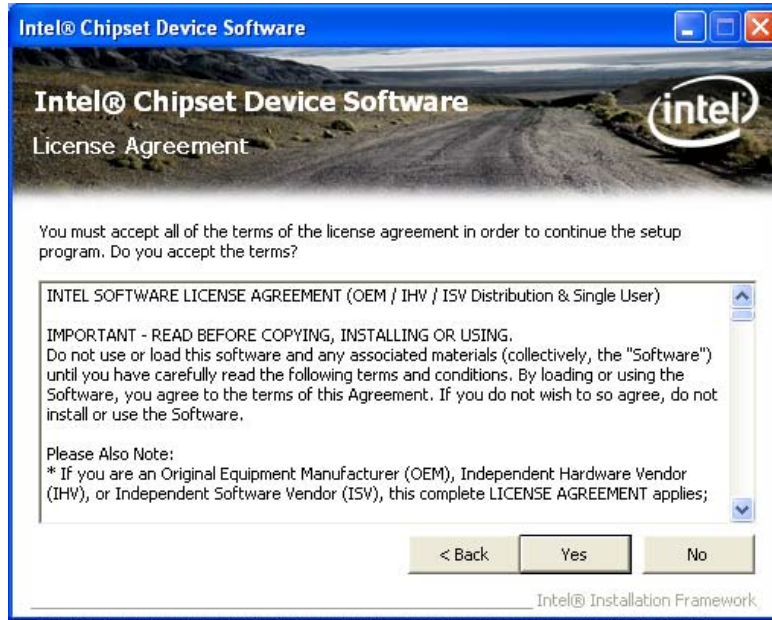 Intel® Chipset Device Software
Intel® Chipset Device Software
intel
License Agreement
You must accept all of the terms of the license agreement in order to continue the setup
program. Do you accept the terms?
INTEL SOFTWARE LICENSE AGREEMENT (OEM / IHV / ISV Distribution & Single User)
IMPORTANT - READ BEFORE COPYING, INSTALLING OR USING.
Do not use or load this software and any associated materials (collectively, the "Software")
until you have carefully read the following terms and conditions. By loading or using the
Software, you agree to the terms of this Agreement. If you do not wish to so agree, do not
install or use the Software.
Please Also Note:
* If you are an Original Equipment Manufacturer (OEM), Independent Hardware Vendor
(IHV), or Independent Software Vendor (ISV), this complete LICENSE AGREEMENT applies;
< Back Yes No
Intel® Installation Framework